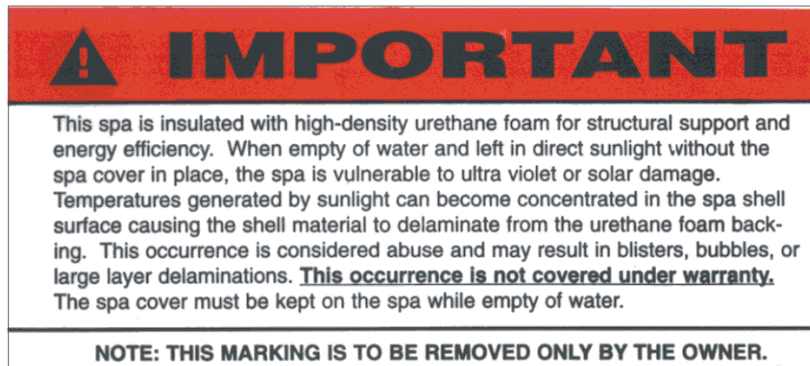 IMPORTANT
This spa is insulated with high-density urethane foam for structural support and
energy efficiency. When empty of water and left in direct sunlight without the
spa cover in place, the spa is vulnerable to ultra violet or solar damage.
Temperatures generated by sunlight can become concentrated in the spa shell
surface causing the shell material to delaminate from the urethane foam back-
ing. This occurrence is considered abuse and may result in blisters, bubbles, or
large layer delaminations. This occurrence is not covered under warranty.
The spa cover must be kept on the spa while empty of water.
NOTE: THIS MARKING IS TO BE REMOVED ONLY BY THE OWNER.